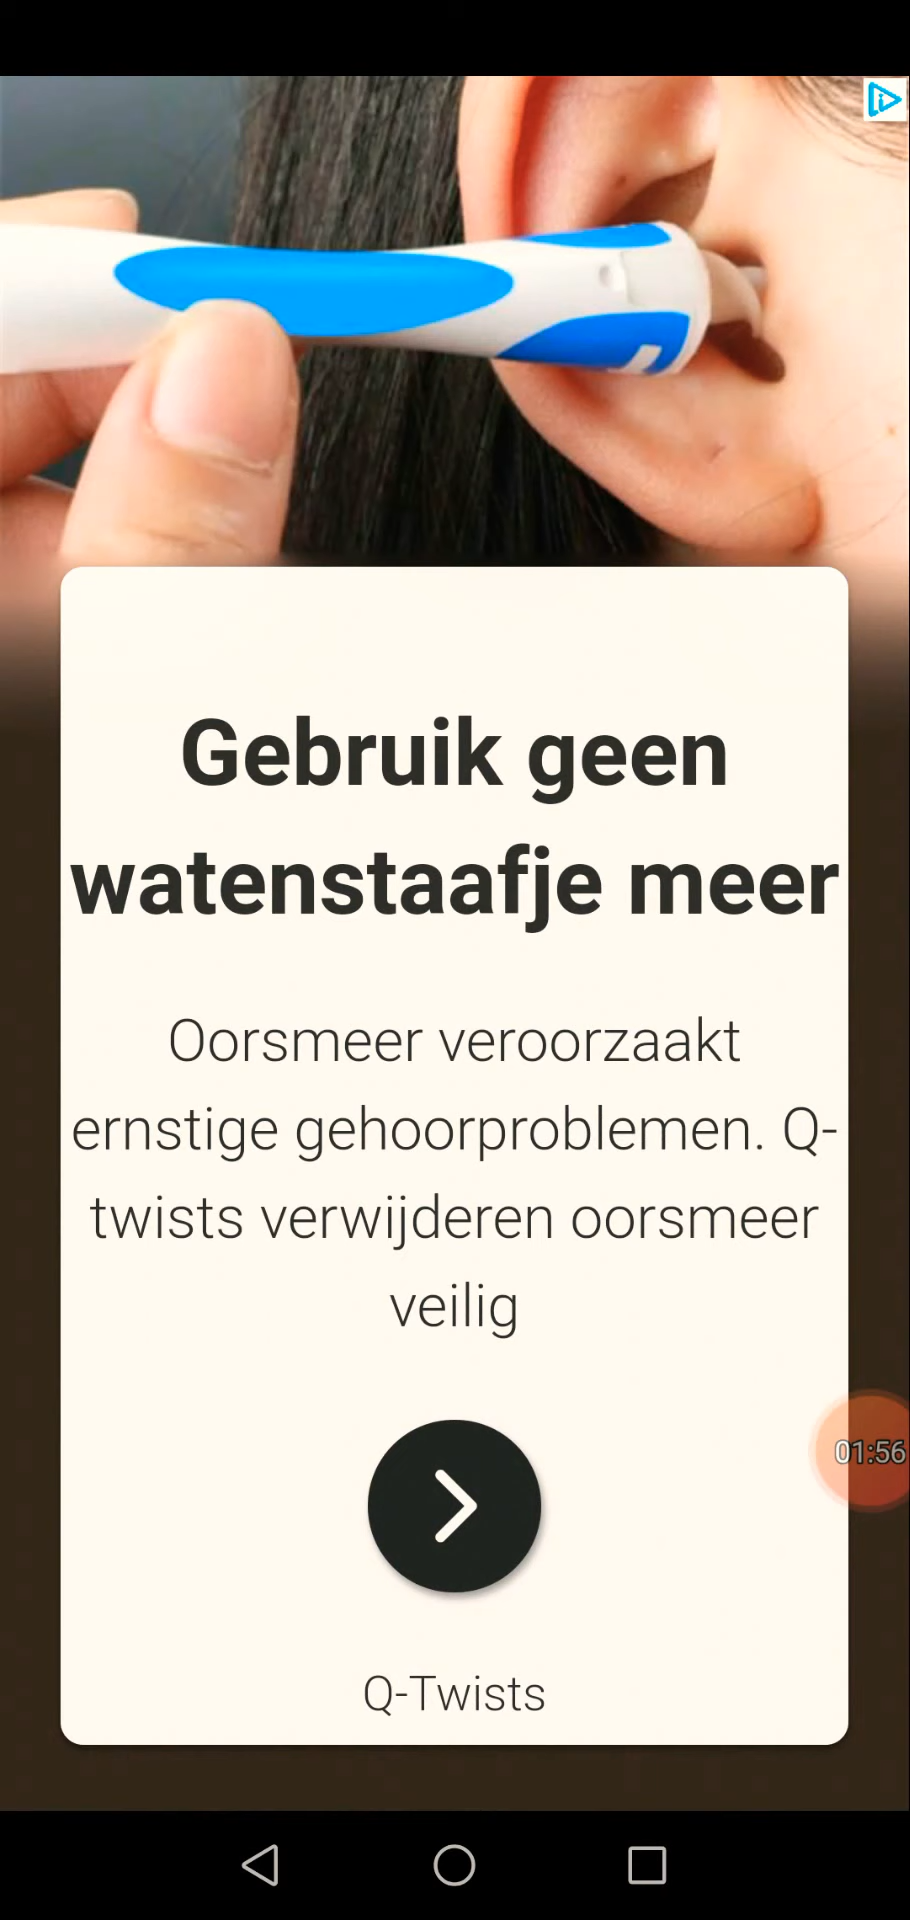 Gebruik geen
watenstaafje meer
Oorsmeer veroorzaakt
ernstige gehoorproblemen. Q-
twists verwijderen oorsmeer
veilig
01:56
Q-Twists